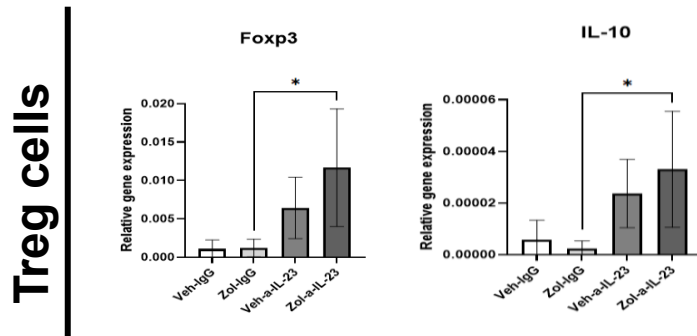 Treg cells
Foxp3
*
Relative gene expression
0.020
0.015
0.010
0.005
0.000
Veh-IgG
Zol-IgG
Veh-a-IL-23
Zol-a-IL-23
IL-10
*
Relative gene expression
0.00006
0.00004
0.00002
0.00000
Veh-IgG
Zol-IgG
Veh-a-IL-23
Zol-a-IL-23